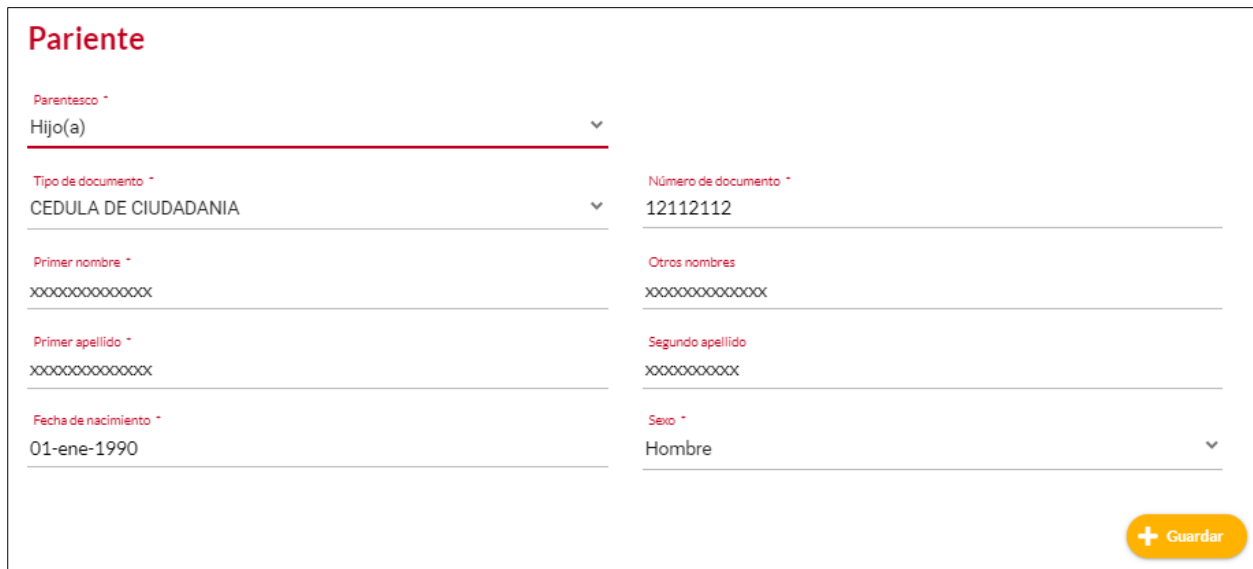 Pariente
Parentesco *
Hijo(a)
Tipo de documento *
CEDULA DE CIUDADANIA
Número de documento *
12112112
Primer nombre *
xxxxxxxxxxxxx
Otros nombres
xxxxxxxxxxxxx
Primer apellido *
xxxxxxxxxxxxx
Segundo apellido
xxxxxxxxxx
Fecha de nacimiento *
01-ene-1990
Sexo *
Hombre
Guardar